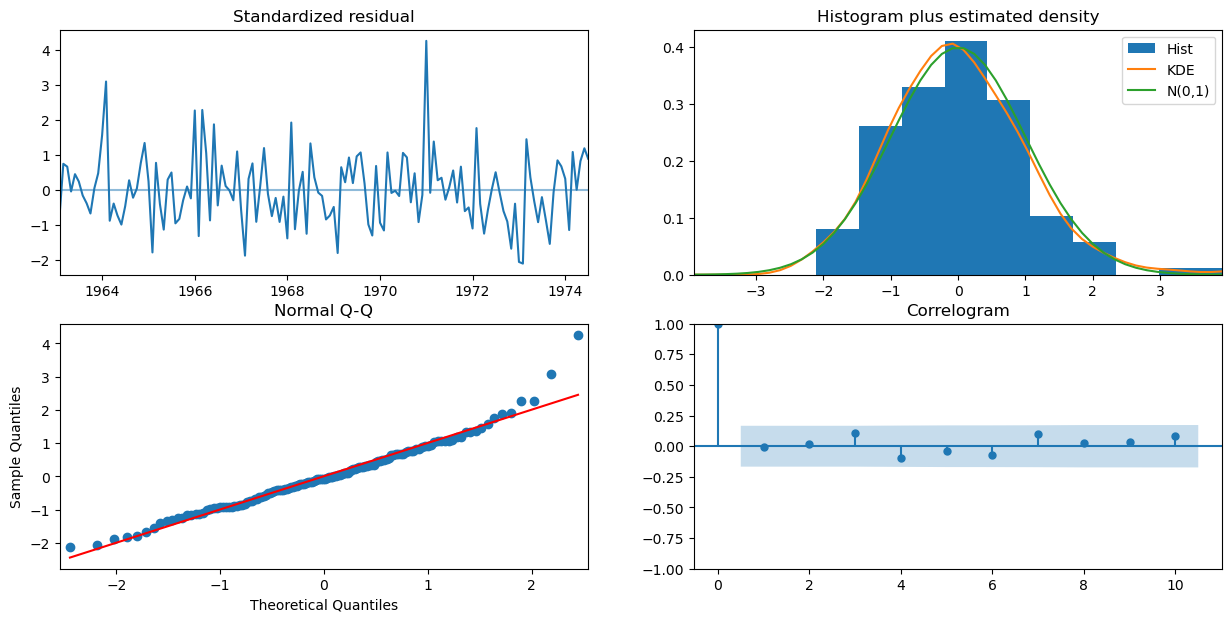 Standardized residual
4
3
2
1
0
−1
−2
1964 1966 1968 1970 1972 1974
Histogram plus estimated density
0.4
0.3
0.2
0.1
0.0
−3 −2 −1 0 1 2 3
Hist
KDE
N(0,1)
Normal Q-Q
Sample Quantiles
4
3
2
1
0
−1
−2
−2 −1 0 1 2
Theoretical Quantiles
Correlogram
1.00
0.75
0.50
0.25
0.00
−0.25
−0.50
−0.75
−1.00
0 2 4 6 8 10